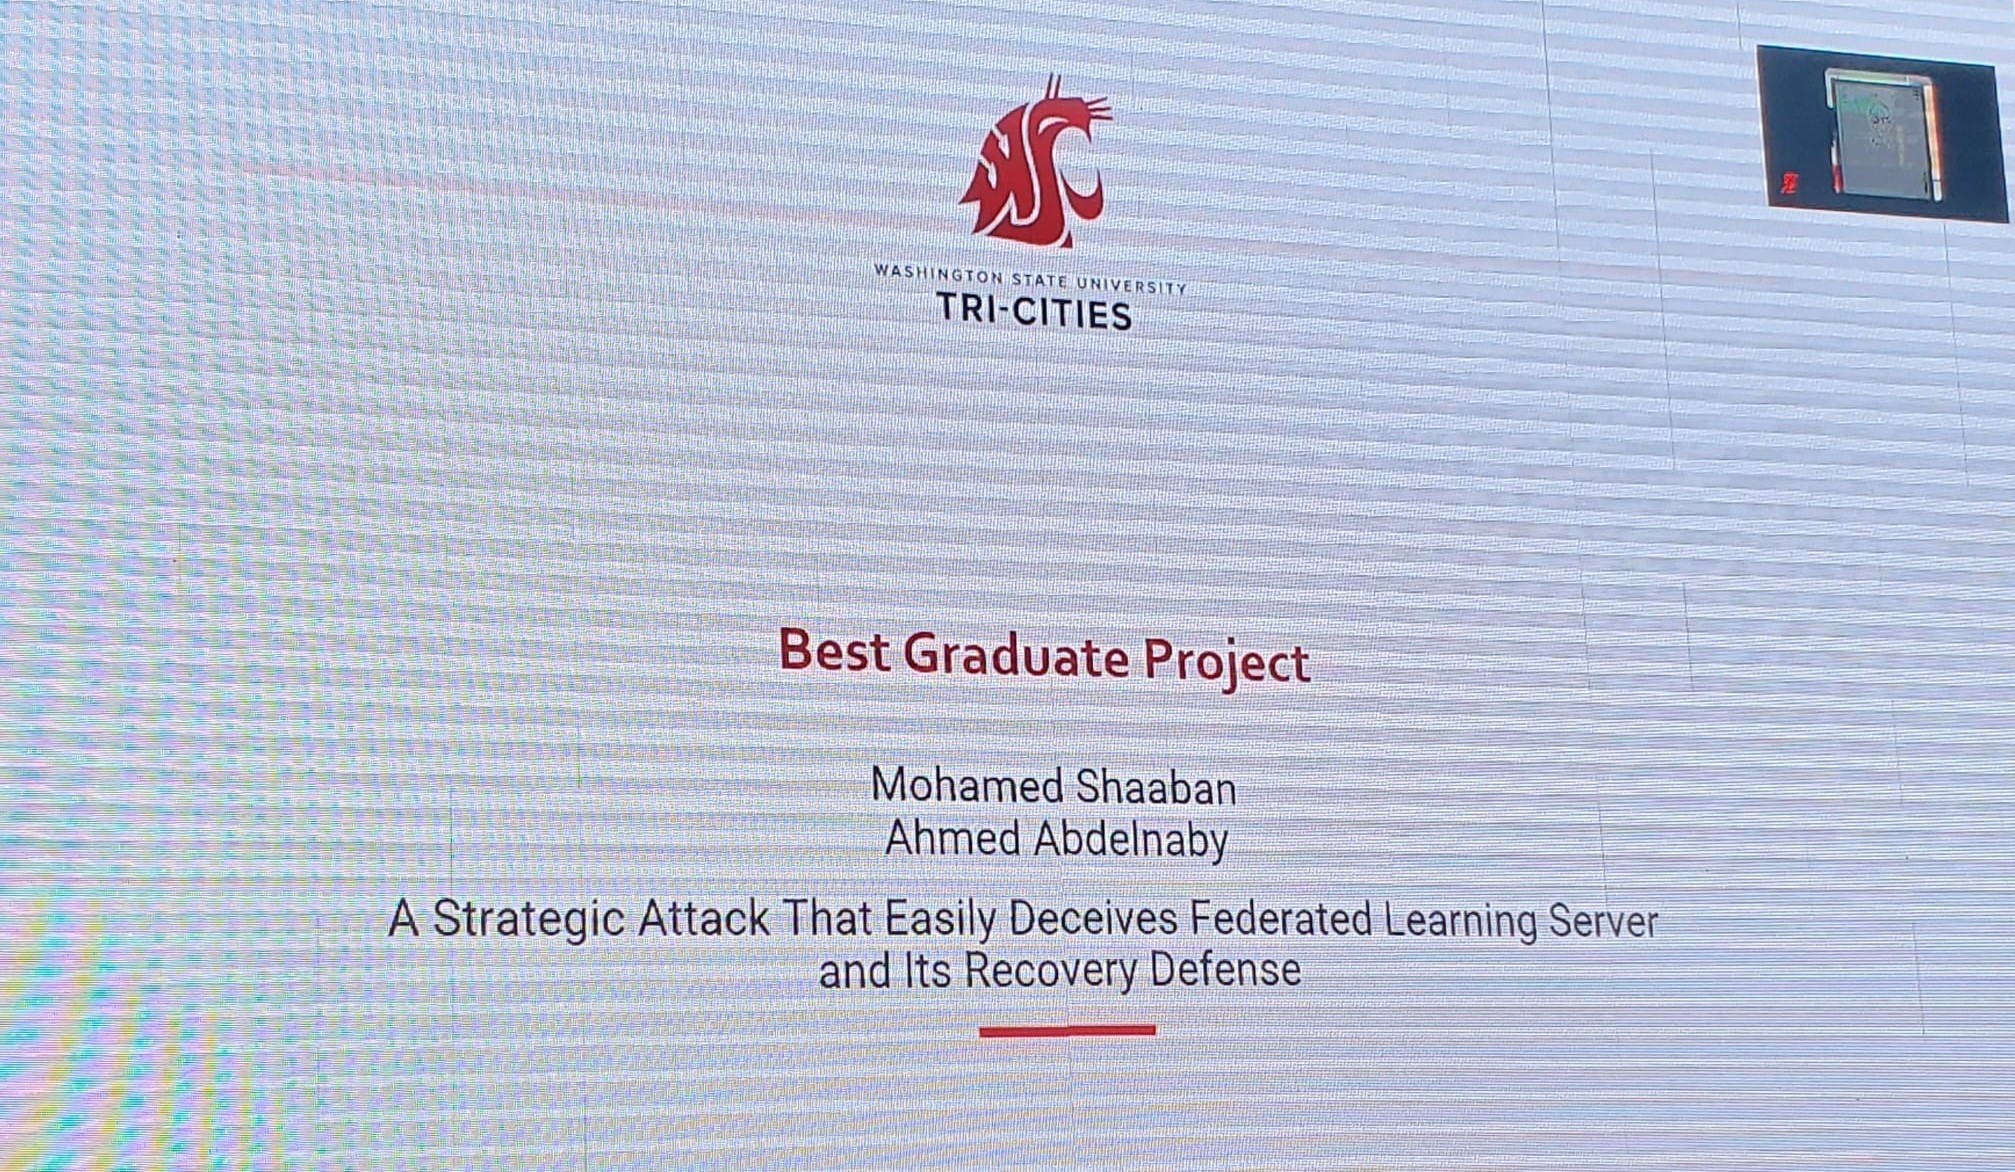 WSC
WASHINGTON STATE UNIVERSITY
TRI-CITIES
Best Graduate Project
Mohamed Shaaban
Ahmed Abdelnaby
A Strategic Attack That Easily Deceives Federated Learning Server
and Its Recovery Defense